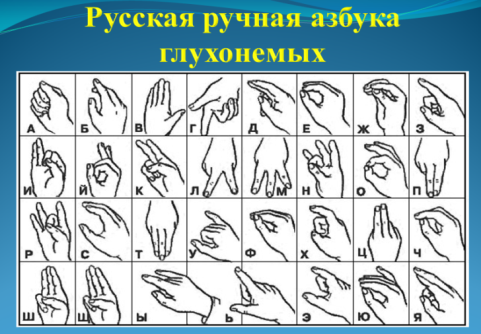 Русская ручная азбука
глухонемых
А Б В Г Д Е Ж З
И Й К Л М Н О П
Р С Т У Ф Х Ц Ч
Ш Щ Ы Ь Э Ю Я